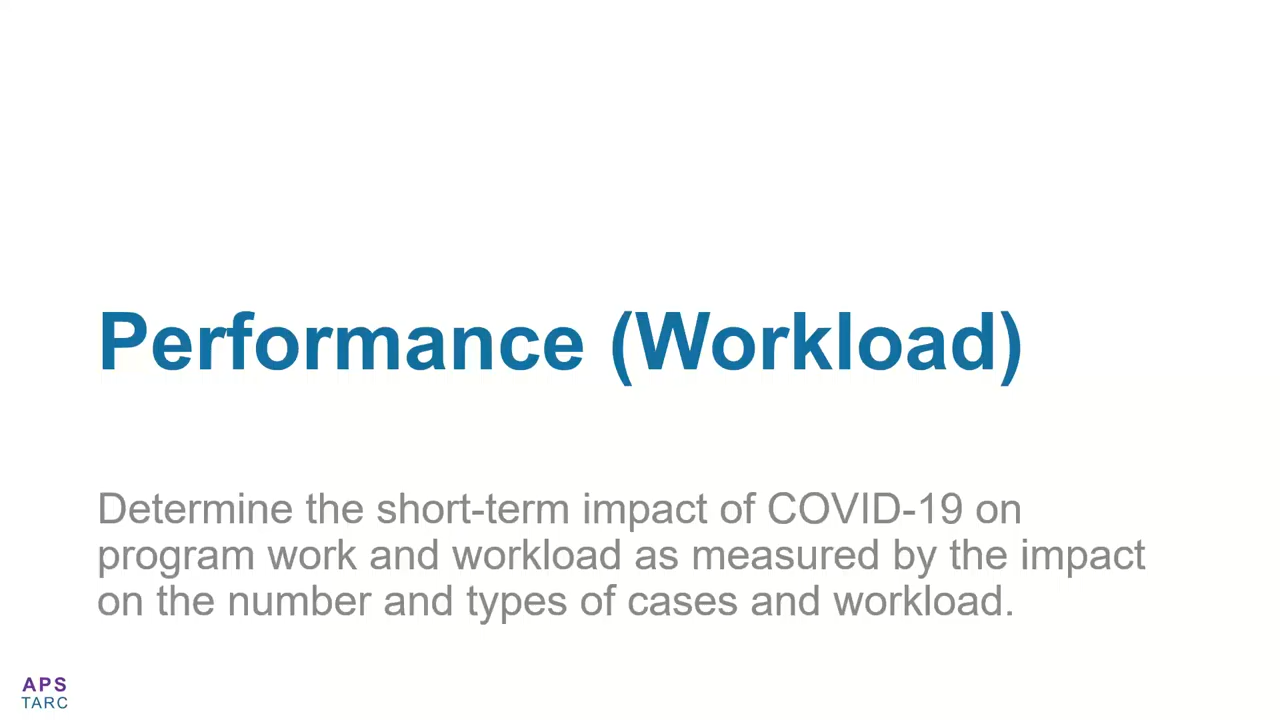 Performance (Workload)
Determine the short-term impact of COVID-19 on
program work and workload as measured by the impact
on the number and types of cases and workload.
APS
TARC